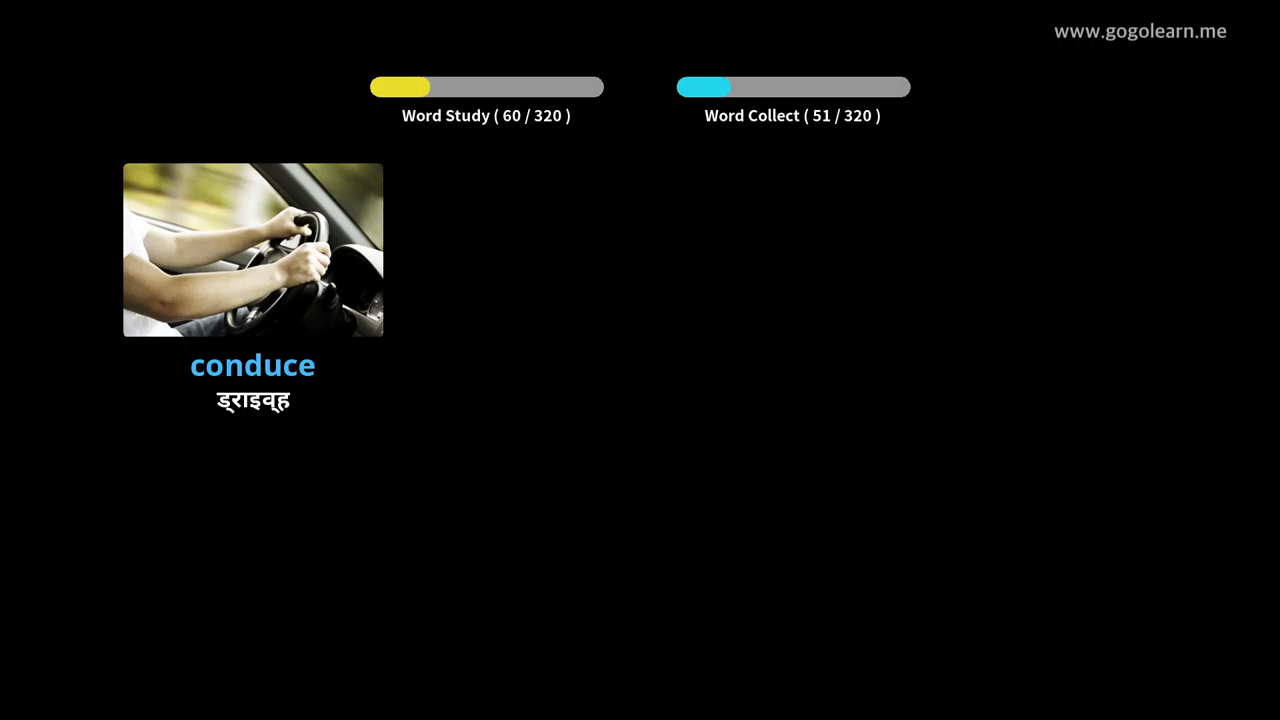 www.gogolearn.me
Word Study ( 60 / 320 )
Word Collect ( 51 / 320 )
conduce
ड्राइव्ह